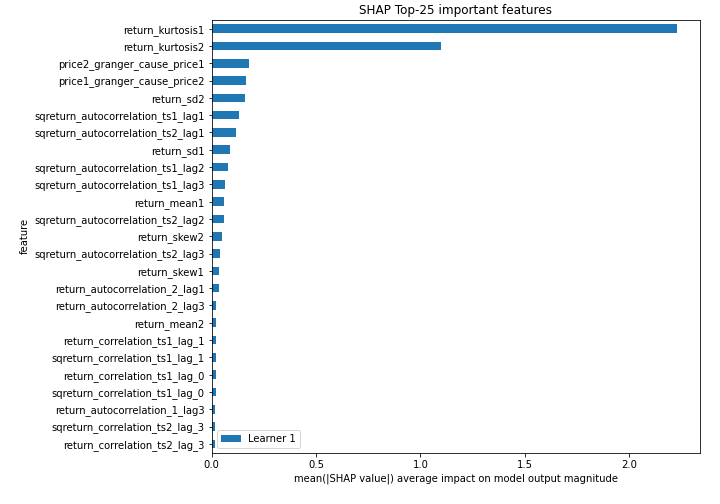 SHAP Top-25 important features
return_kurtosis1
return_kurtosis2
price2_granger_cause_price1
price1_granger_cause_price2
return_sd2
sqreturn_autocorrelation_ts1_lag1
sqreturn_autocorrelation_ts2_lag1
return_sd1
sqreturn_autocorrelation_ts1_lag2
sqreturn_autocorrelation_ts1_lag3
return_mean1
sqreturn_autocorrelation_ts2_lag2
return_skew2
sqreturn_autocorrelation_ts2_lag3
return_skew1
return_autocorrelation_2_lag1
return_autocorrelation_2_lag3
return_mean2
return_correlation_ts1_lag_1
sqreturn_correlation_ts1_lag_1
return_correlation_ts1_lag_0
sqreturn_correlation_ts1_lag_0
return_autocorrelation_1_lag3
sqreturn_correlation_ts2_lag_3
return_correlation_ts2_lag_3
feature
Learner 1
0.0 0.5 1.0 1.5 2.0
mean(|SHAP value|) average impact on model output magnitude